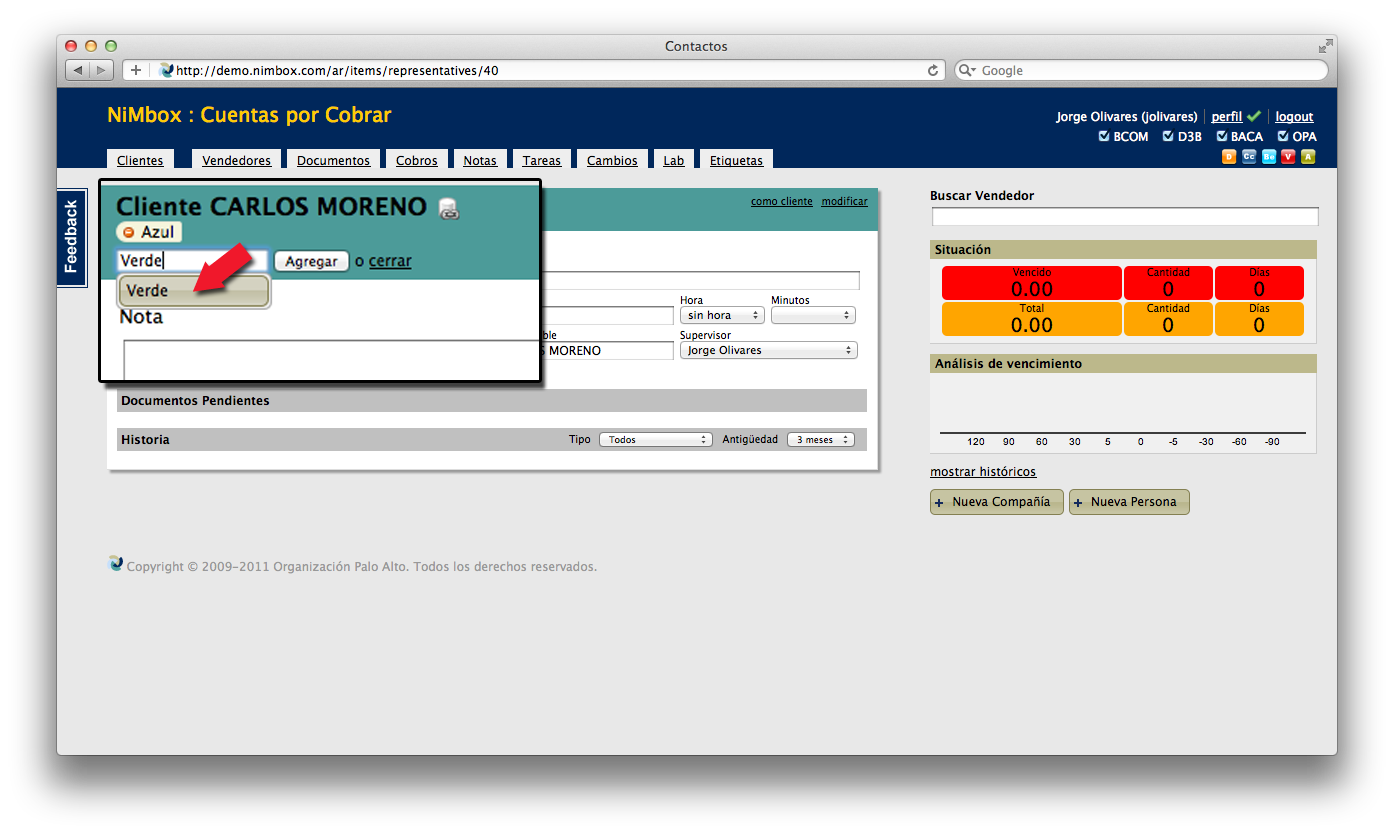 Contactos
http://demo.nimbox.com/ar/items/representatives/40
Google
NiMbox : Cuentas por Cobrar
Jorge Olivares (jolivares) perfil logout
BCOM D3B BACA OPA
D Cc Be V A
Clientes Vendedores Documentos Cobros Notas Tareas Cambios Lab Etiquetas
Feedback
Cliente CARLOS MORENO
Azul
Verde Agregar o cerrar
Verde
Nota
como cliente modificar
Hora Minutos
sin hora
ble Supervisor
S MORENO Jorge Olivares
Documentos Pendientes
Historia Tipo Todos Antigüedad 3 meses
Buscar Vendedor
Situación
Vencido Cantidad Días
0.00 0 0
Total Cantidad Días
0.00 0 0
Análisis de vencimiento
120 90 60 30 5 0 -5 -30 -60 -90
mostrar históricos
+ Nueva Compañía + Nueva Persona
Copyright © 2009-2011 Organización Palo Alto. Todos los derechos reservados.